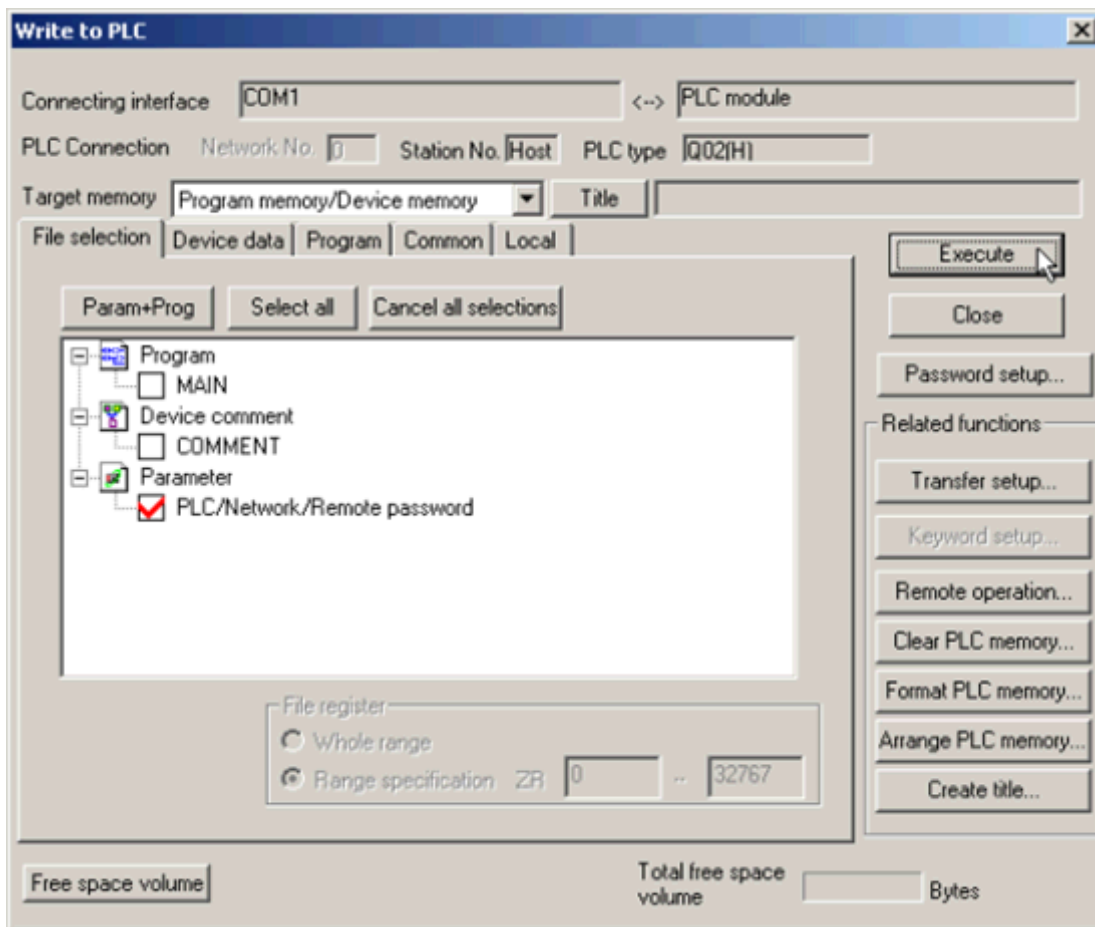 Write to PLC
Connecting interface COM1 <--> PLC module
PLC Connection Network No. 0 Station No. Host PLC type Q02(H)
Target memory Program memory/Device memory Title
File selection Device data Program Common Local
Execute
Param+Prog Select all Cancel all selections
Close
Program
MAIN
Password setup...
Device comment
COMMENT
Related functions
Parameter
PLC/Network/Remote password
Transfer setup...
Keyword setup...
Remote operation...
Clear PLC memory...
Format PLC memory...
File register
Whole range
Arrange PLC memory...
Range specification ZR 0 .. 32767
Create title...
Free space volume
Total free space
volume Bytes